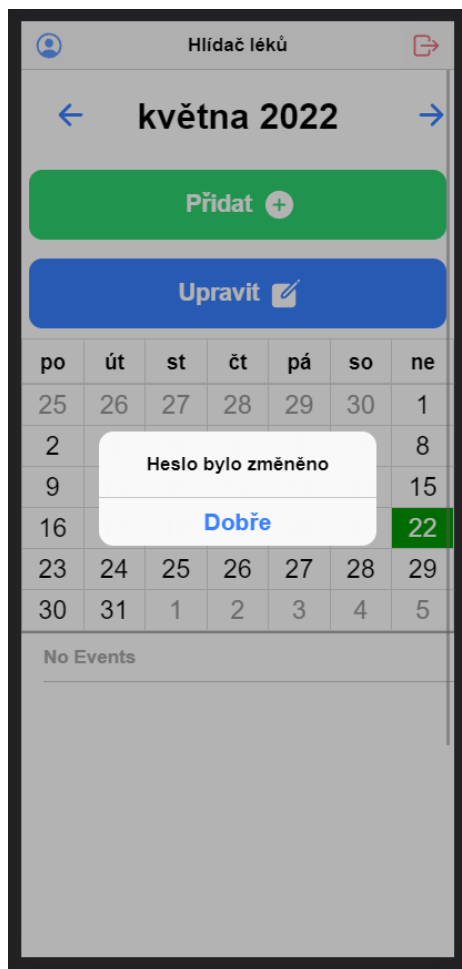 Hlídač léků
května 2022
Přidat
Upravit
po út st čt pá so ne
25 26 27 28 29 30 1
2 8
Heslo bylo změněno
9 15
Dobře
16 22
23 24 25 26 27 28 29
30 31 1 2 3 4 5
No Events